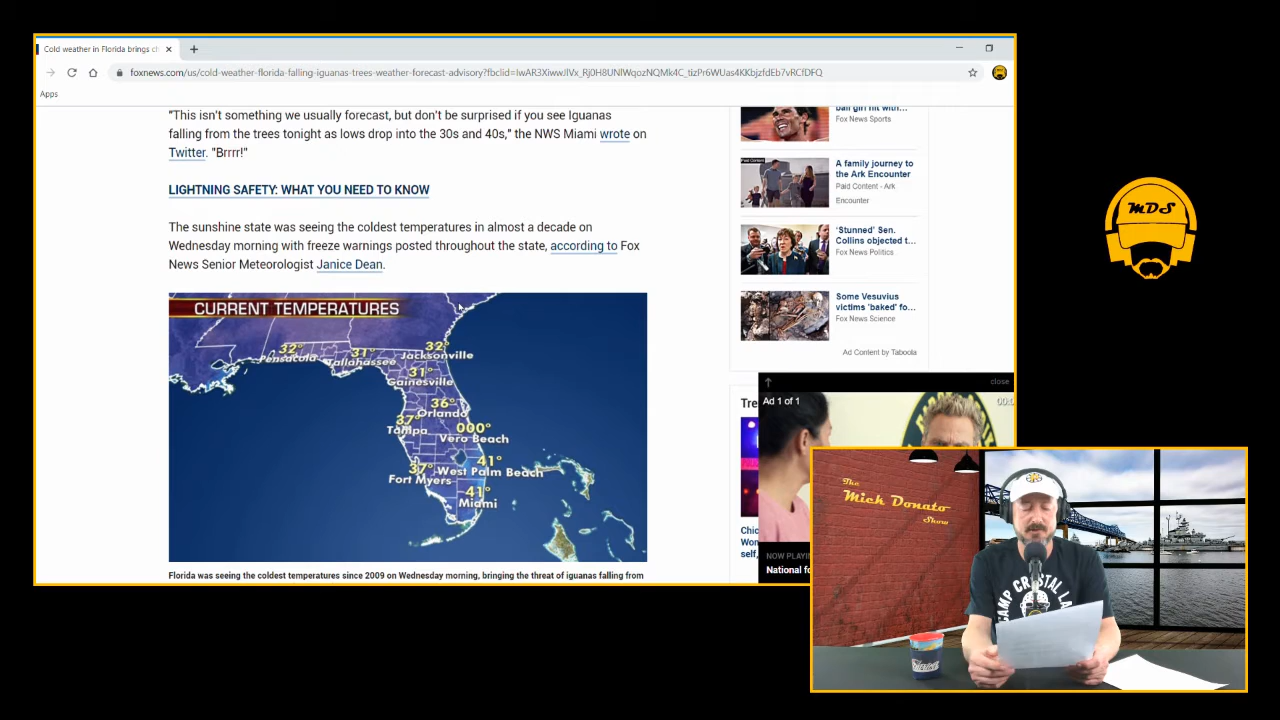 Cold weather in Florida brings ch
foxnews.com/us/cold-weather-florida-falling-iguanas-trees-weather-forecast-advisory?fbclid=IwAR3XiwwJlVx_Rj0H8UNlWqozNQMk4C_tizPr6WUas4KKbjzfdEb7vRCfDFQ
Apps
"This isn't something we usually forecast, but don't be surprised if you see Iguanas
falling from the trees tonight as lows drop into the 30s and 40s," the NWS Miami wrote on
Twitter. "Brrrr!"
LIGHTNING SAFETY: WHAT YOU NEED TO KNOW
The sunshine state was seeing the coldest temperatures in almost a decade on
Wednesday morning with freeze warnings posted throughout the state, according to Fox
News Senior Meteorologist Janice Dean.
CURRENT TEMPERATURES
32°
Pensacola
31°
Tallahassee
32°
Jacksonville
31°
Gainesville
36°
Orlando
37°
Tampa
000°
Vero Beach
41°
West Palm Beach
37°
Fort Myers
41°
Miami
Florida was seeing the coldest temperatures since 2009 on Wednesday morning, bringing the threat of iguanas falling from
ball girl hit with...
Fox News Sports
Paid Content
A family journey to
the Ark Encounter
Paid Content - Ark
Encounter
'Stunned' Sen.
Collins objected t...
Fox News Politics
Some Vesuvius
victims 'baked' fo...
Fox News Science
Ad Content by Taboola
Tre
close
Ad 1 of 1
00:
Chic
Wom
self,
NOW PLAYIN
National fo
MDS
The
Mick Donato
Show
CAMP CRYSTAL LA